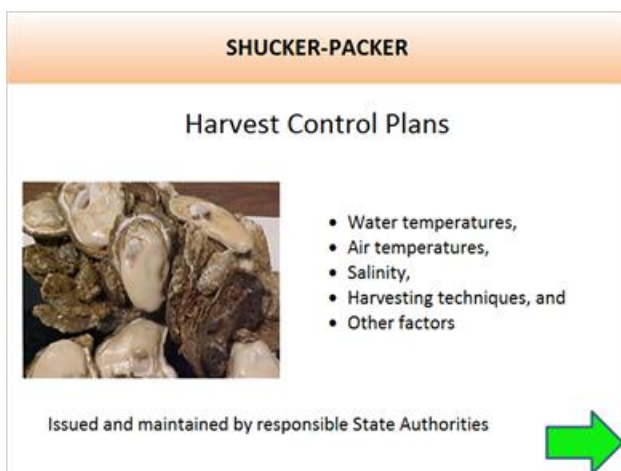 SHUCKER-PACKER
Harvest Control Plans
• Water temperatures,
• Air temperatures,
• Salinity,
• Harvesting techniques, and
• Other factors
Issued and maintained by responsible State Authorities